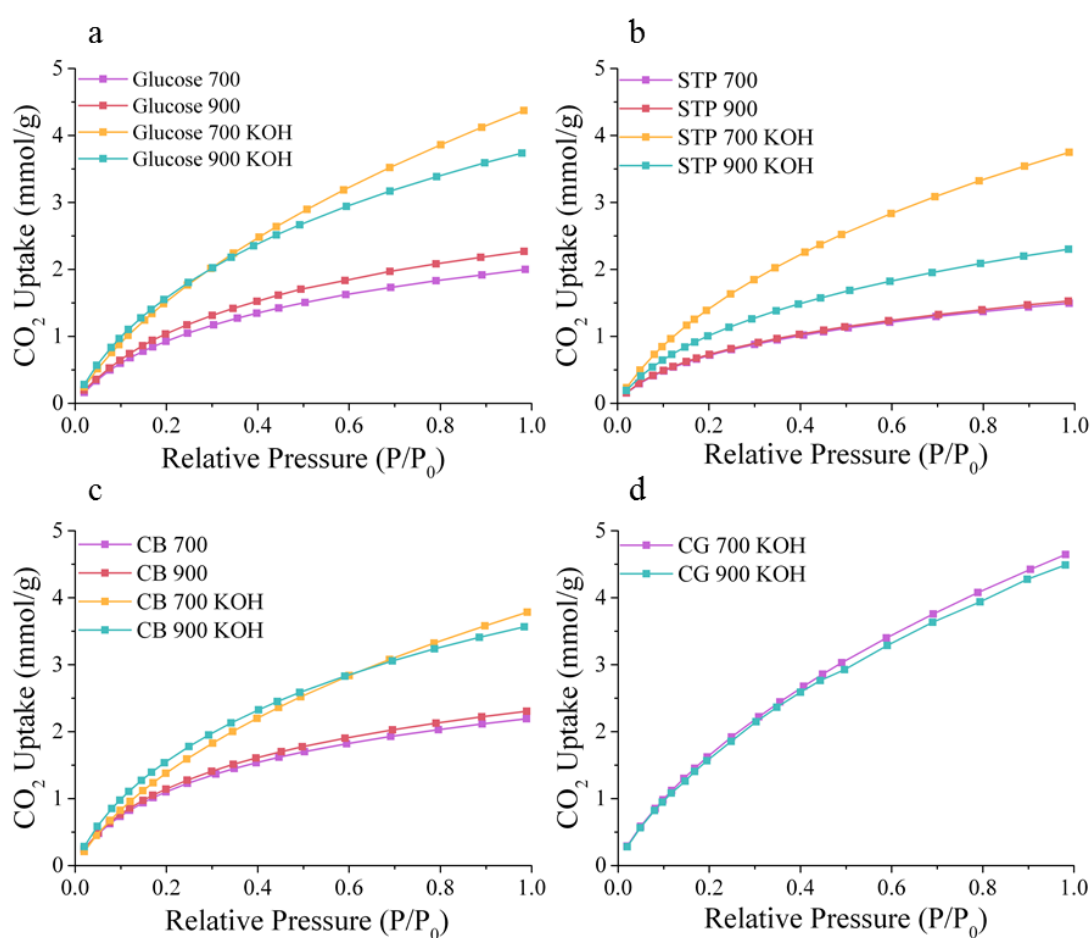 a
Glucose 700
Glucose 900
Glucose 700 KOH
Glucose 900 KOH
CO₂ Uptake (mmol/g)
5
4
3
2
1
0
0.0 0.2 0.4 0.6 0.8 1.0
Relative Pressure (P/P₀)
b
STP 700
STP 900
STP 700 KOH
STP 900 KOH
CO₂ Uptake (mmol/g)
5
4
3
2
1
0
0.0 0.2 0.4 0.6 0.8 1.0
Relative Pressure (P/P₀)
c
CB 700
CB 900
CB 700 KOH
CB 900 KOH
CO₂ Uptake (mmol/g)
5
4
3
2
1
0
0.0 0.2 0.4 0.6 0.8 1.0
Relative Pressure (P/P₀)
d
CG 700 KOH
CG 900 KOH
CO₂ Uptake (mmol/g)
5
4
3
2
1
0
0.0 0.2 0.4 0.6 0.8 1.0
Relative Pressure (P/P₀)